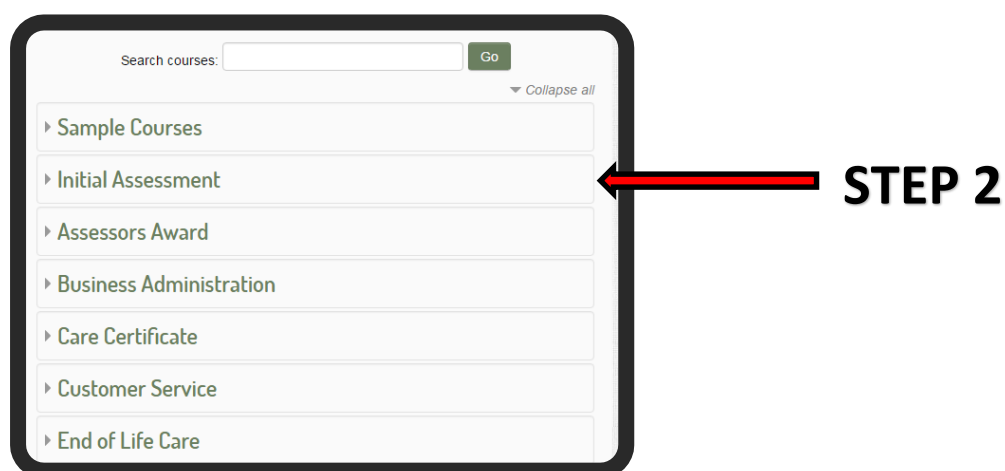 Search courses:
Go
Collapse all
Sample Courses
Initial Assessment
STEP 2
Assessors Award
Business Administration
Care Certificate
Customer Service
End of Life Care